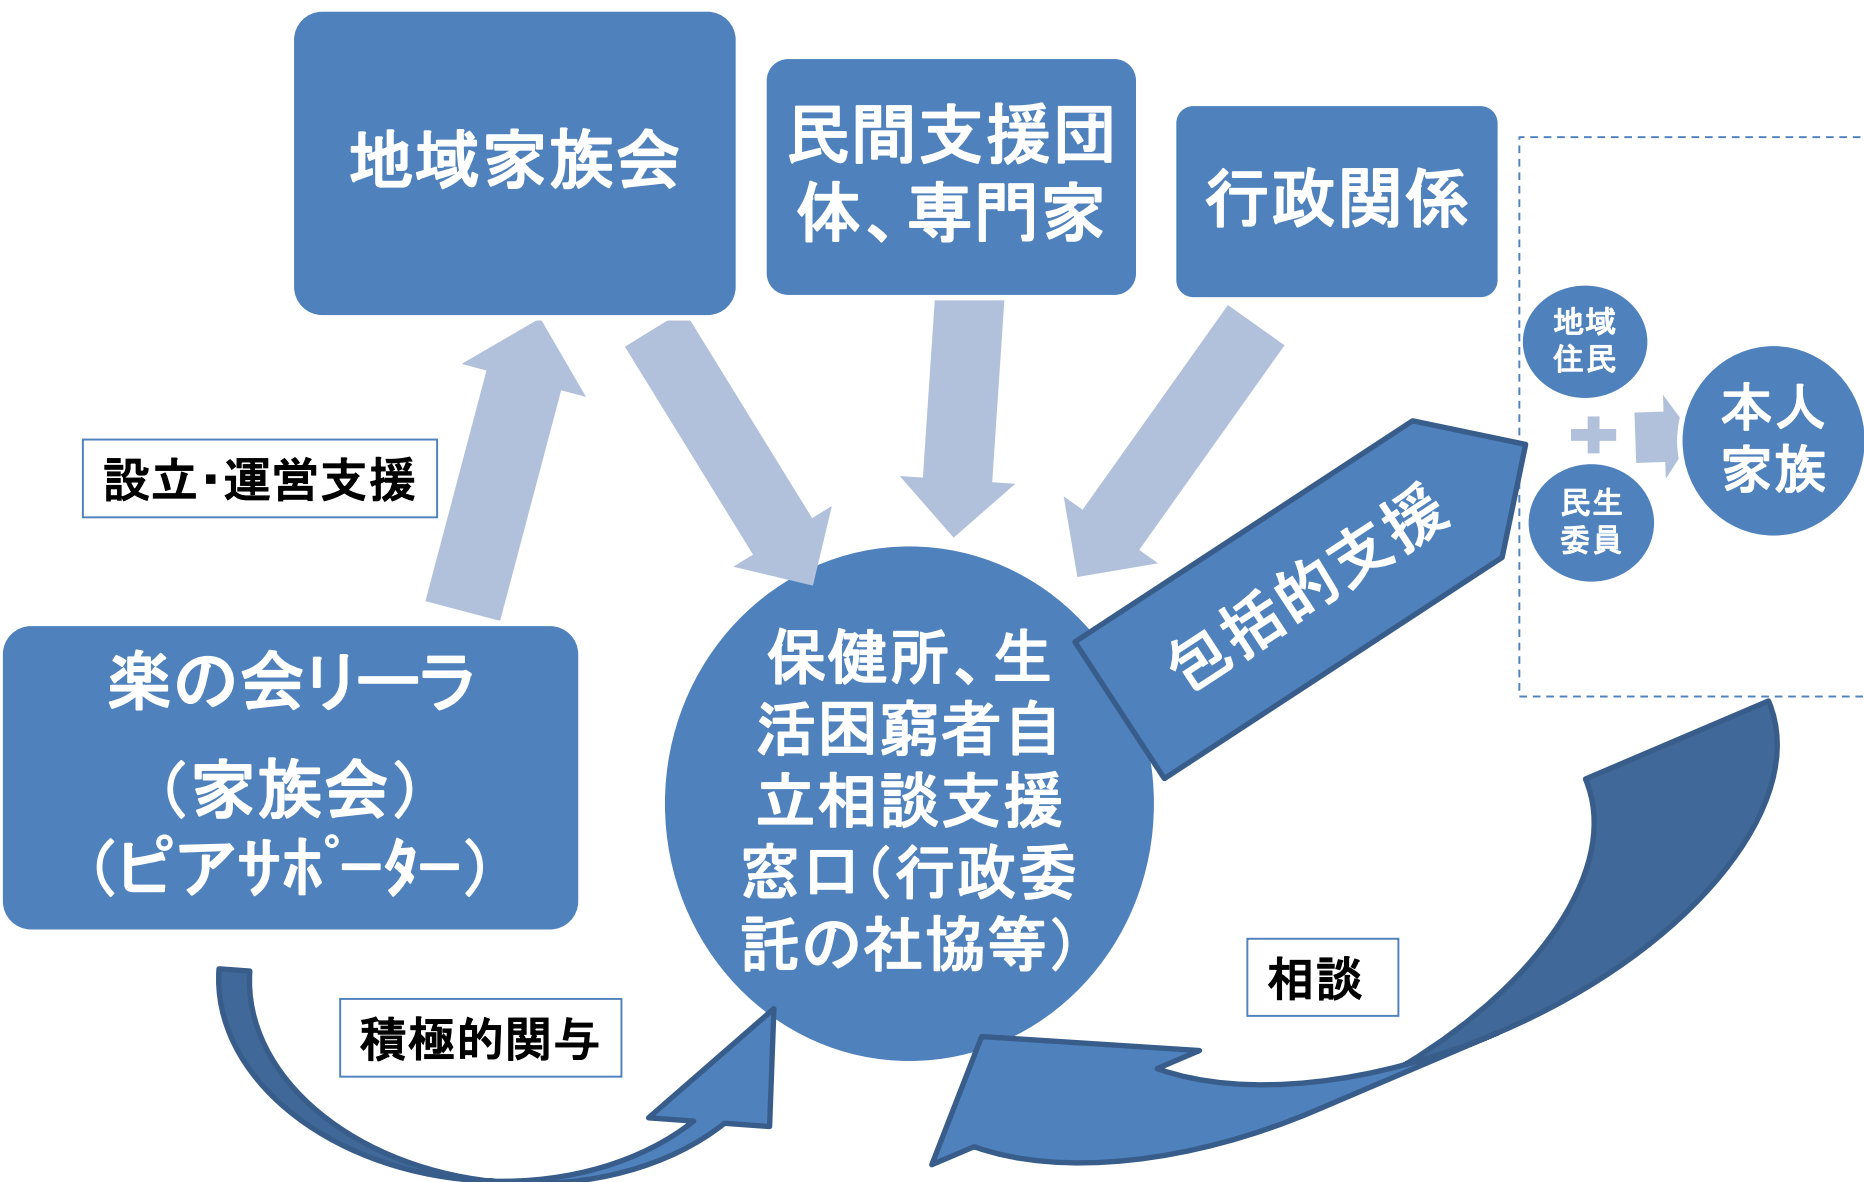 地域家族会
民間支援団
体、専門家
行政関係
地域
住民
本人
家族
民生
委員
設立・運営支援
包括的支援
楽の会リーラ
（家族会）
（ピアｻﾎﾟｰﾀｰ）
保健所、生
活困窮者自
立相談支援
窓口（行政委
託の社協等）
相談
積極的関与